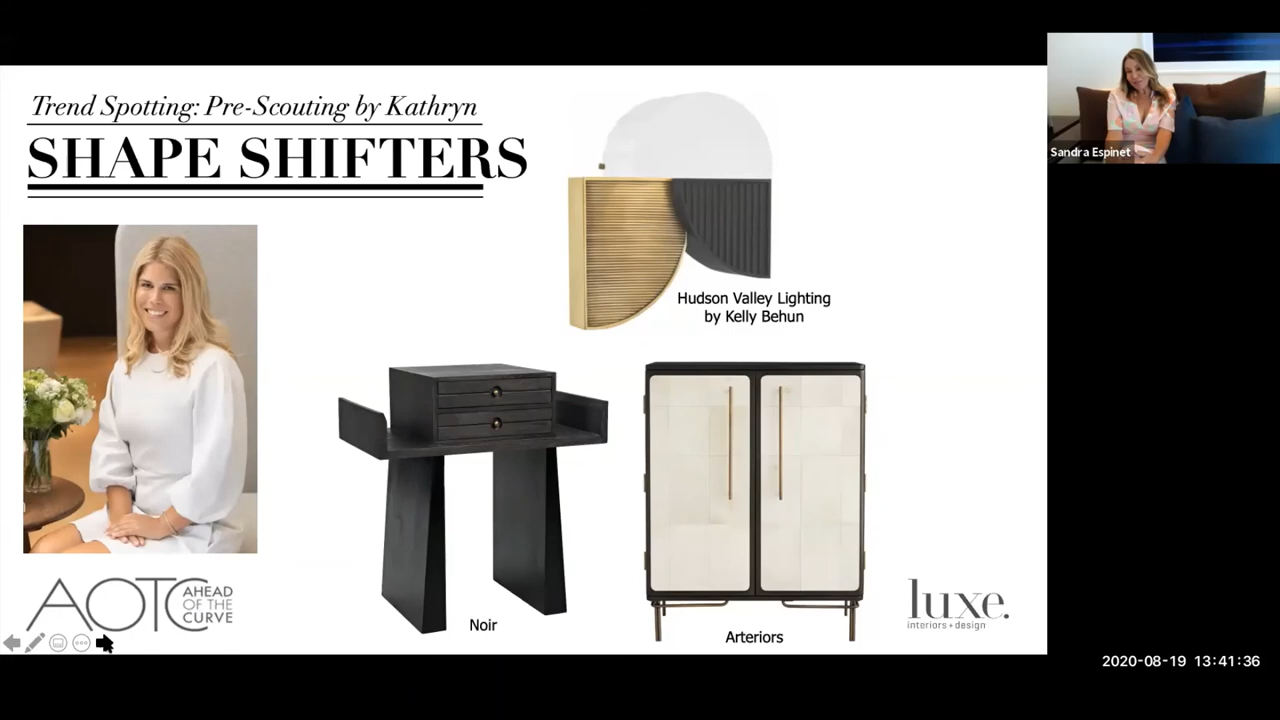 Trend Spotting: Pre-Scouting by Kathryn
SHAPE SHIFTERS
Hudson Valley Lighting
by Kelly Behun
Noir
Arteriors
AOTC AHEAD
OF THE
CURVE
luxe.
interiors+design
Sandra Espinet
2020-08-19 13:41:36